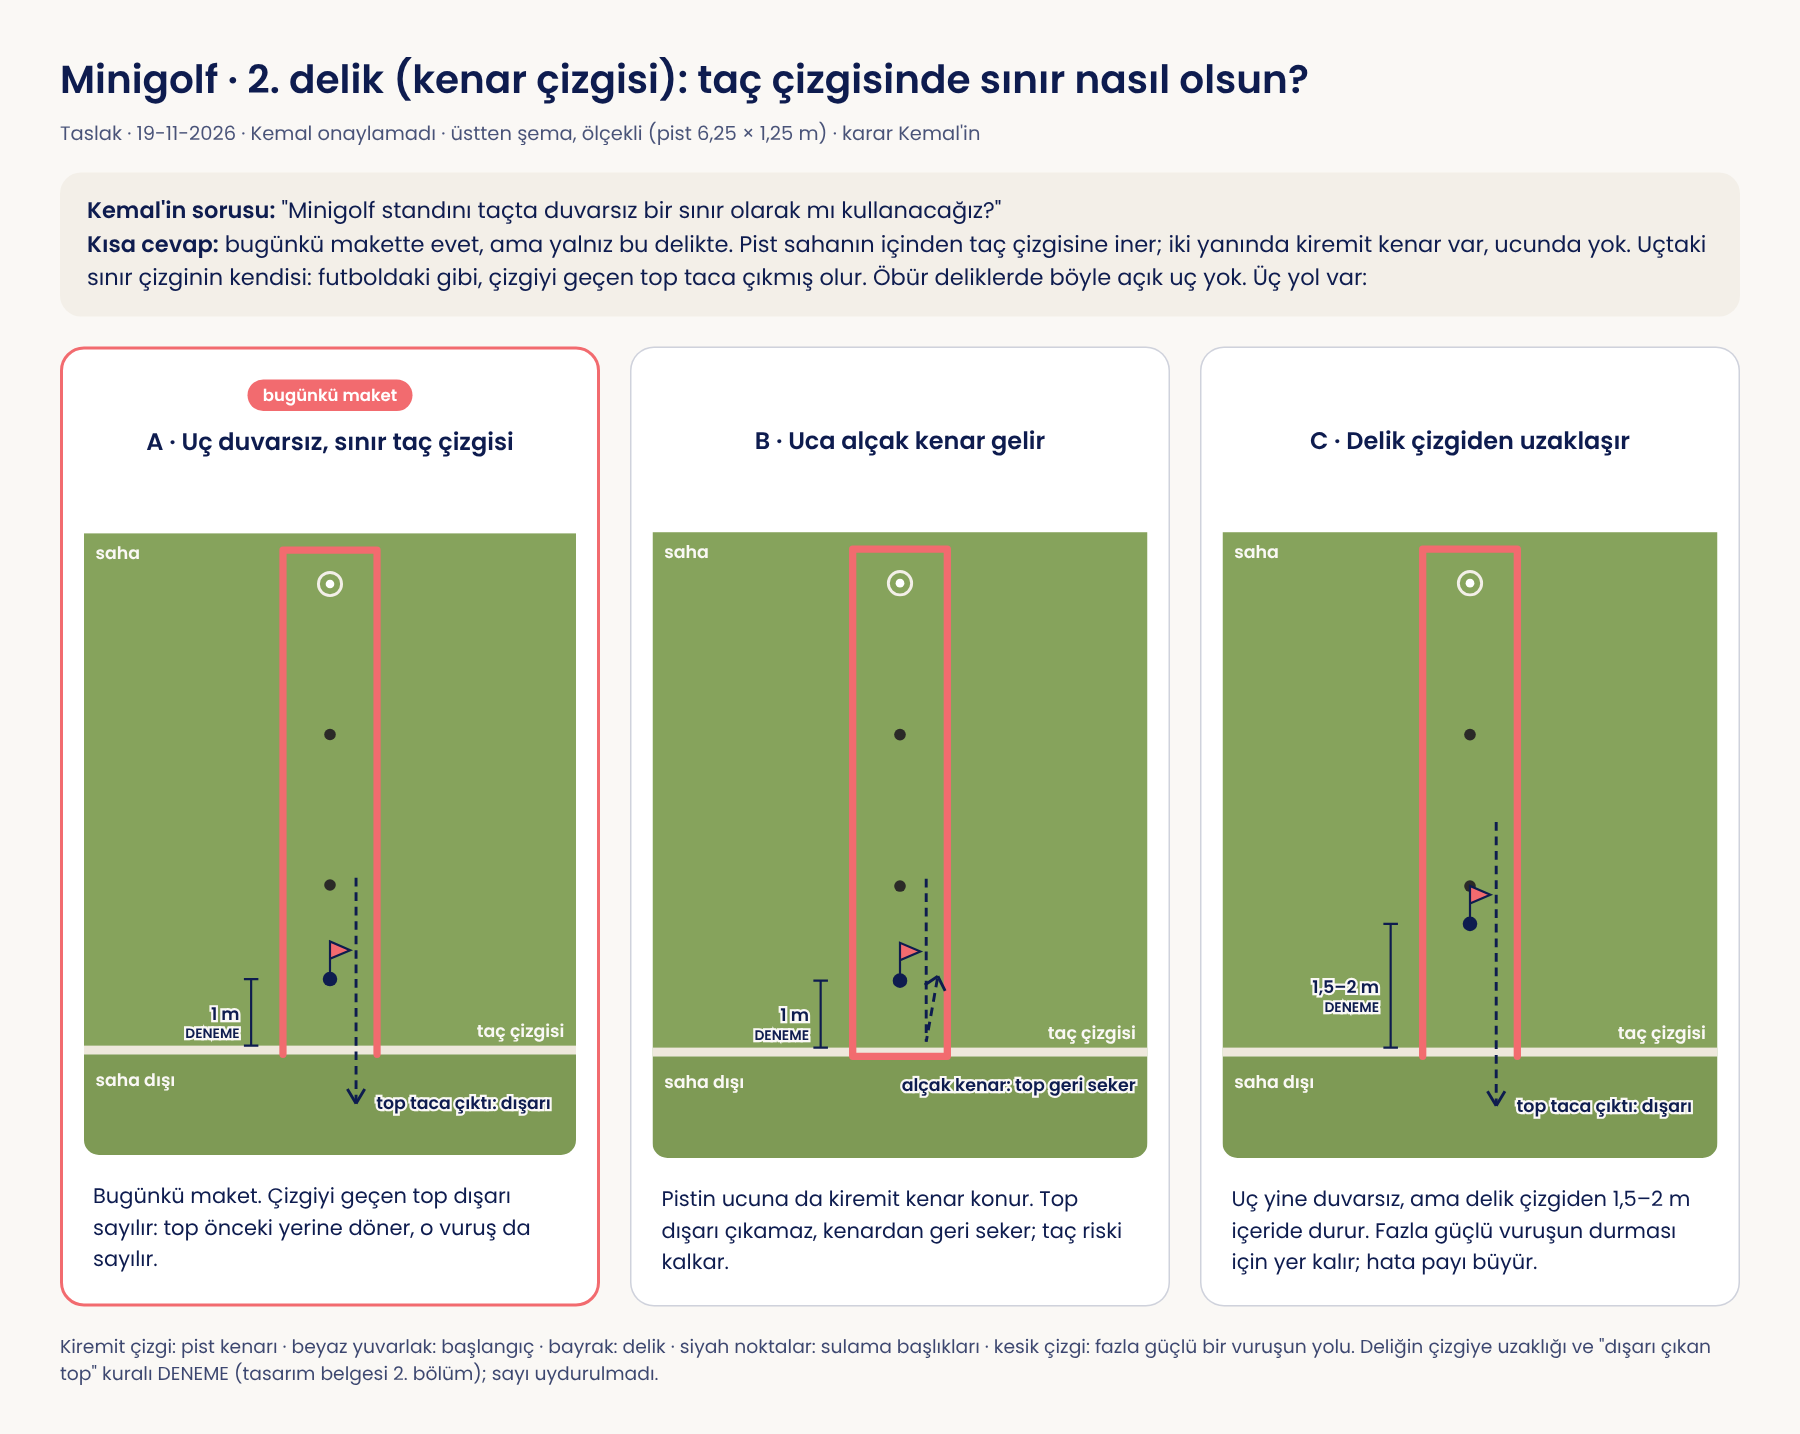 Minigolf · 2. delik (kenar çizgisi): taç çizgisinde sınır nasıl olsun?
Taslak · 19-11-2026 · Kemal onaylamadı · üstten şema, ölçekli (pist 6,25 × 1,25 m) · karar Kemal'in
Kemal'in sorusu: "Minigolf standını taçta duvarsız bir sınır olarak mı kullanacağız?"
Kısa cevap: bugünkü makette evet, ama yalnız bu delikte. Pist sahanın içinden taç çizgisine iner; iki yanında kiremit kenar var, ucunda yok. Uçtaki
sınır çizginin kendisi: futboldaki gibi, çizgiyi geçen top taca çıkmış olur. Öbür deliklerde böyle açık uç yok. Üç yol var:
bugünkü maket
A · Uç duvarsız, sınır taç çizgisi
saha
1 m
DENEME
taç çizgisi
saha dışı
top taca çıktı: dışarı
Bugünkü maket. Çizgiyi geçen top dışarı
sayılır: top önceki yerine döner, o vuruş da
sayılır.
B · Uca alçak kenar gelir
saha
1 m
DENEME
taç çizgisi
saha dışı
alçak kenar: top geri seker
Pistin ucuna da kiremit kenar konur. Top
dışarı çıkamaz, kenardan geri seker; taç riski
kalkar.
C · Delik çizgiden uzaklaşır
saha
1,5–2 m
DENEME
taç çizgisi
saha dışı
top taca çıktı: dışarı
Uç yine duvarsız, ama delik çizgiden 1,5–2 m
içeride durur. Fazla güçlü vuruşun durması
için yer kalır; hata payı büyür.
Kiremit çizgi: pist kenarı · beyaz yuvarlak: başlangıç · bayrak: delik · siyah noktalar: sulama başlıkları · kesik çizgi: fazla güçlü bir vuruşun yolu. Deliğin çizgiye uzaklığı ve "dışarı çıkan
top" kuralı DENEME (tasarım belgesi 2. bölüm); sayı uydurulmadı.